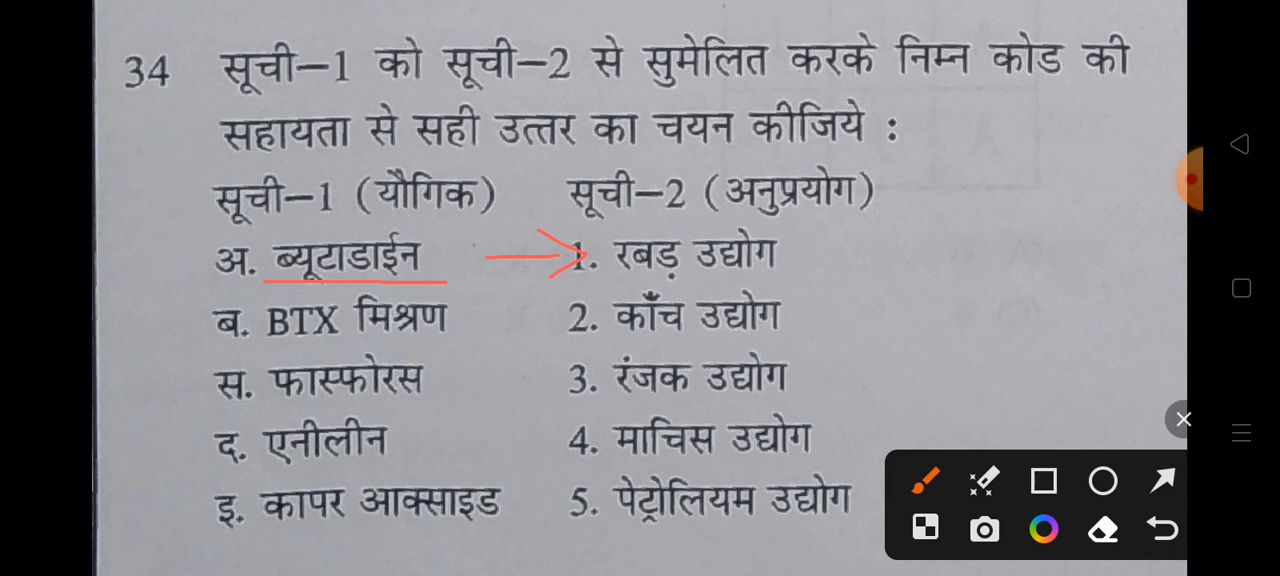 34 सूची–1 को सूची–2 से सुमेलित करके निम्न कोड की
सहायता से सही उत्तर का चयन कीजिये :
सूची–1 (यौगिक) सूची–2 (अनुप्रयोग)
अ. ब्यूटाडाईन 1. रबड़ उद्योग
ब. BTX मिश्रण 2. काँच उद्योग
स. फास्फोरस 3. रंजक उद्योग
द. एनीलीन 4. माचिस उद्योग
इ. कापर आक्साइड 5. पेट्रोलियम उद्योग